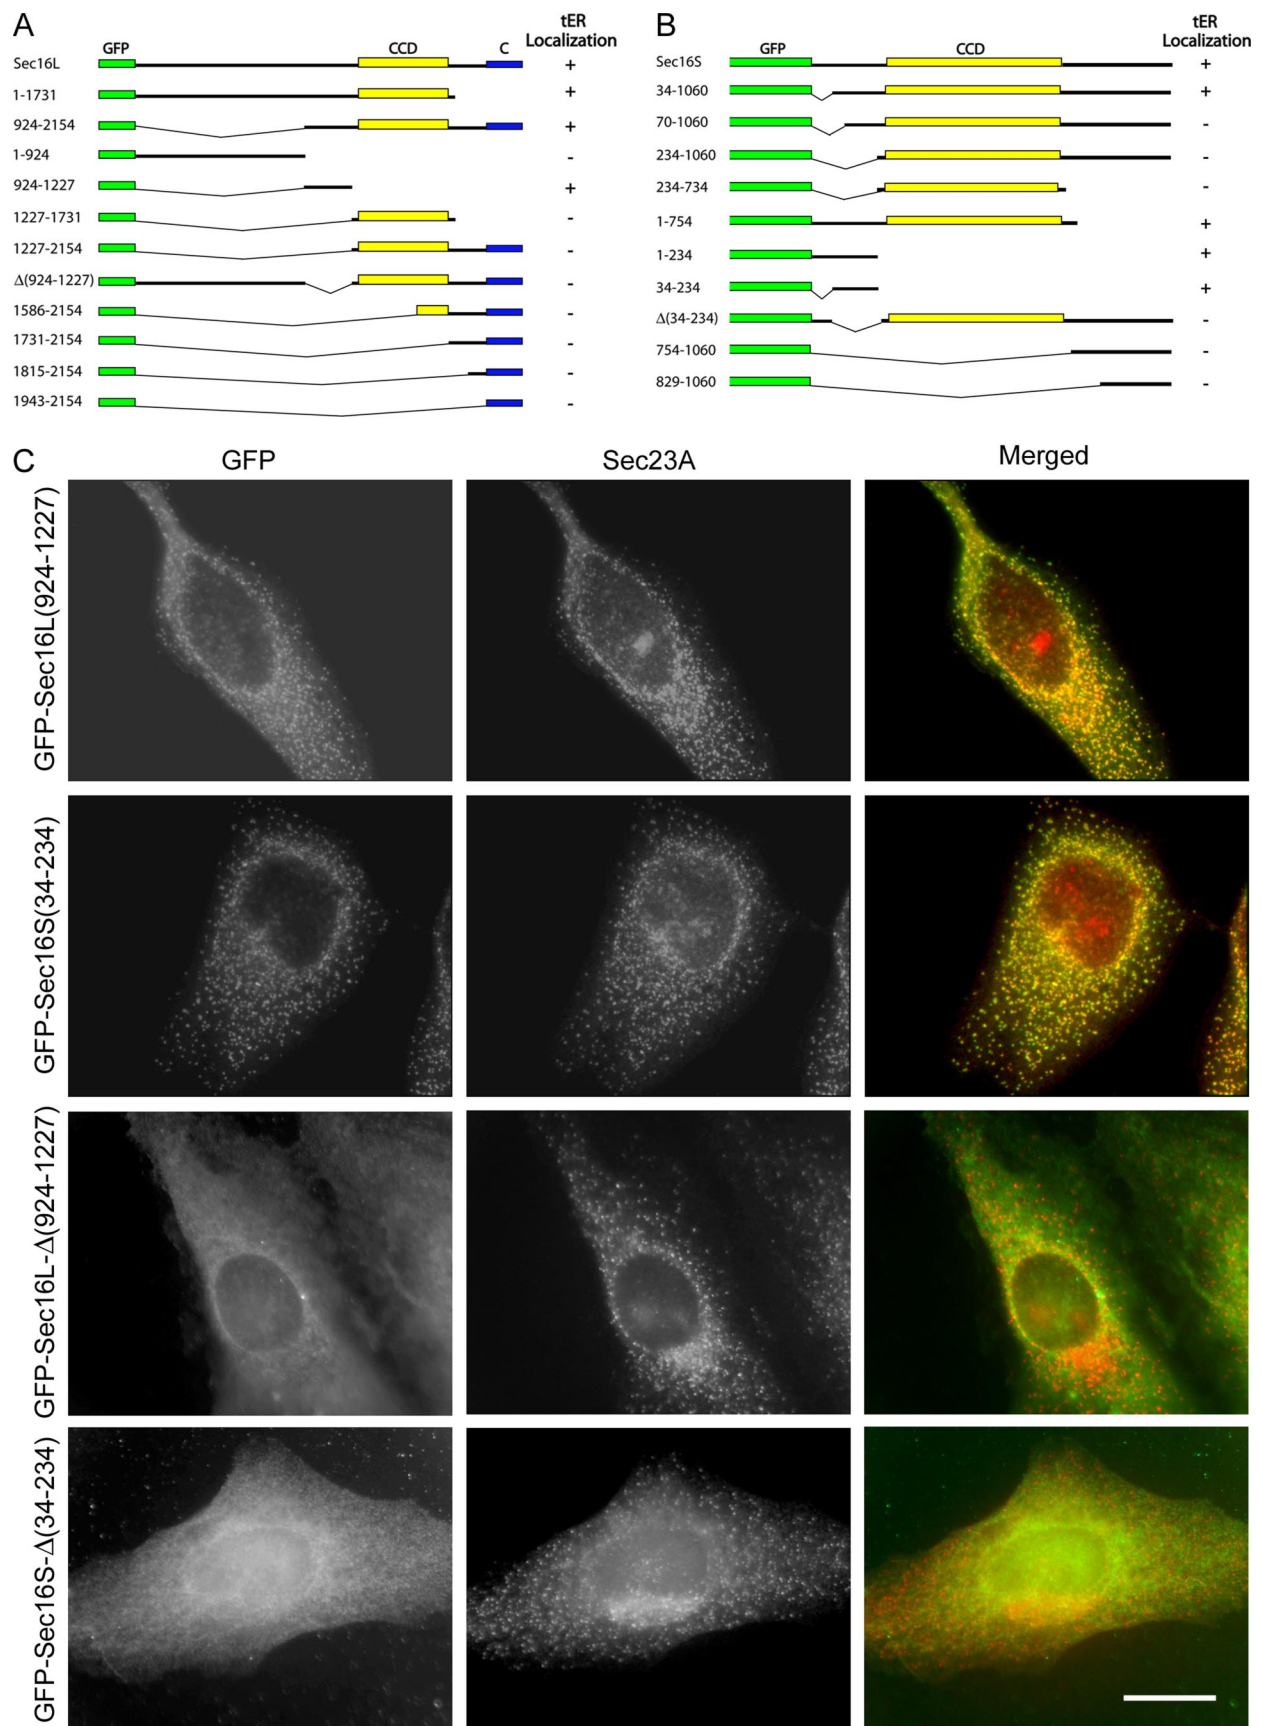 A
tER
Localization
GFP
CCD
C
Sec16L
+
1-1731
+
924-2154
+
1-924
-
924-1227
+
1227-1731
-
1227-2154
-
Δ(924-1227)
-
1586-2154
-
1731-2154
-
1815-2154
-
1943-2154
-
B
tER
Localization
GFP
CCD
Sec16S
+
34-1060
+
70-1060
-
234-1060
-
234-734
-
1-754
+
1-234
+
34-234
+
Δ(34-234)
-
754-1060
-
829-1060
-
C
GFP
Sec23A
Merged
GFP-Sec16L(924-1227)
GFP-Sec16S(34-234)
GFP-Sec16L-Δ(924-1227)
GFP-Sec16S-Δ(34-234)